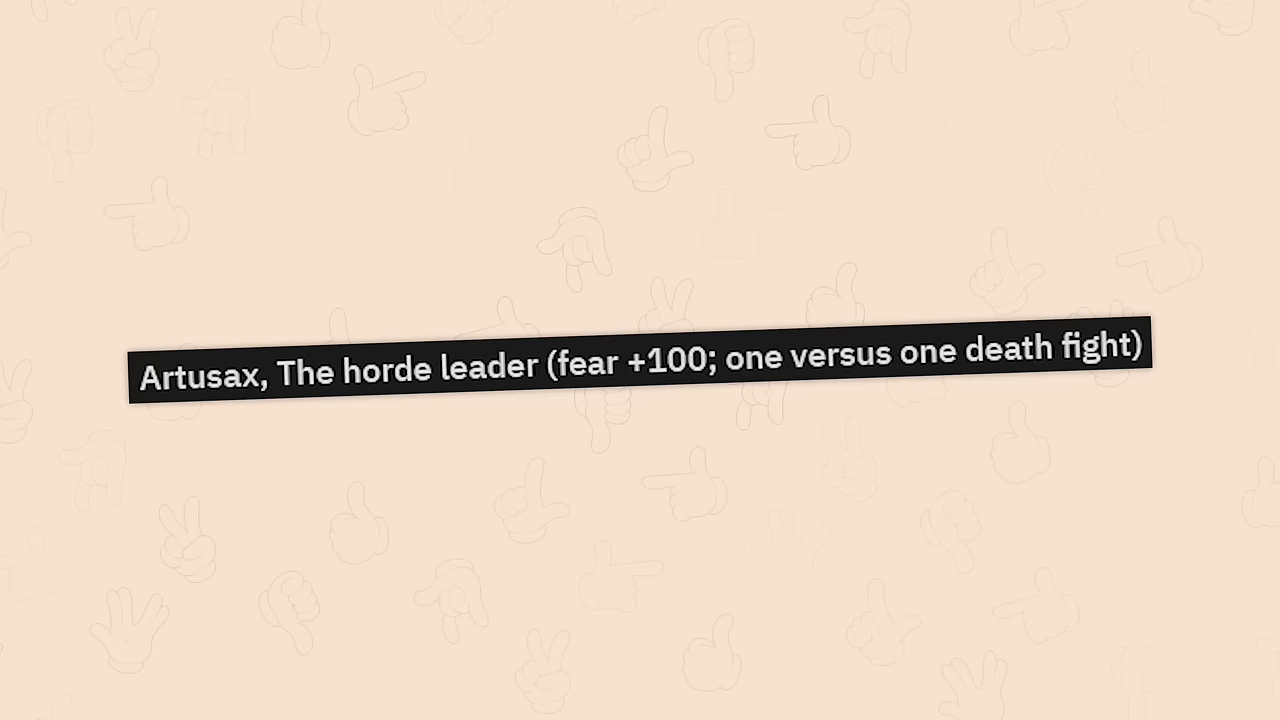 Artusax, The horde leader (fear +100; one versus one death fight)